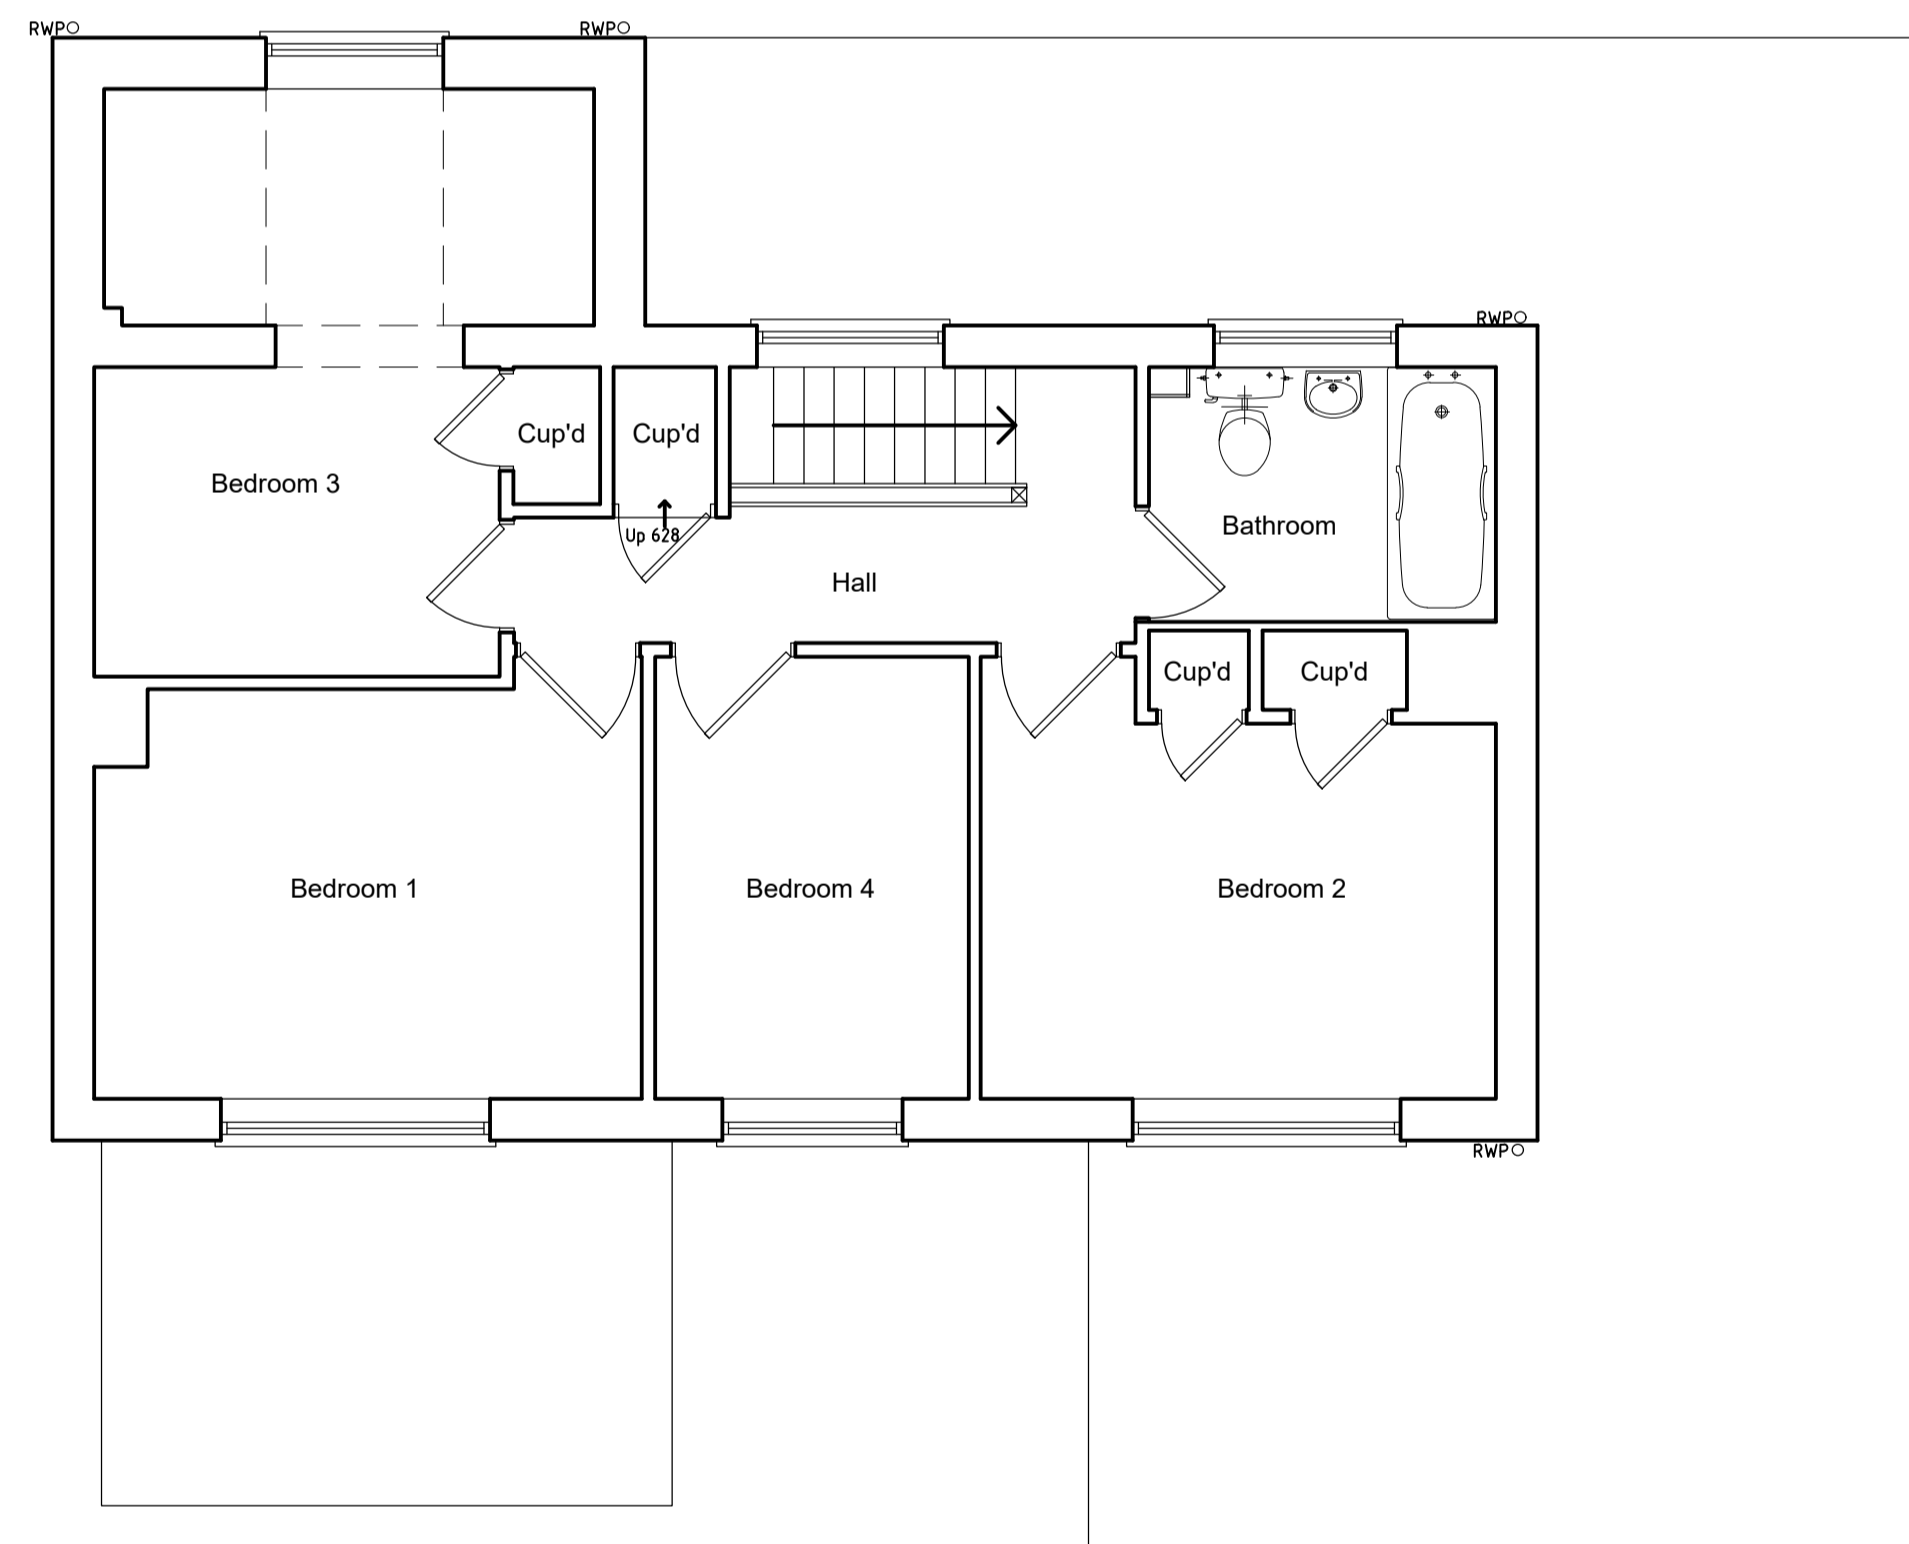 RWP
RWP
RWP
Cup'd
Cup'd
Bedroom 3
Bathroom
Up 628
Hall
Cup'd
Cup'd
Bedroom 1
Bedroom 4
Bedroom 2
RWP